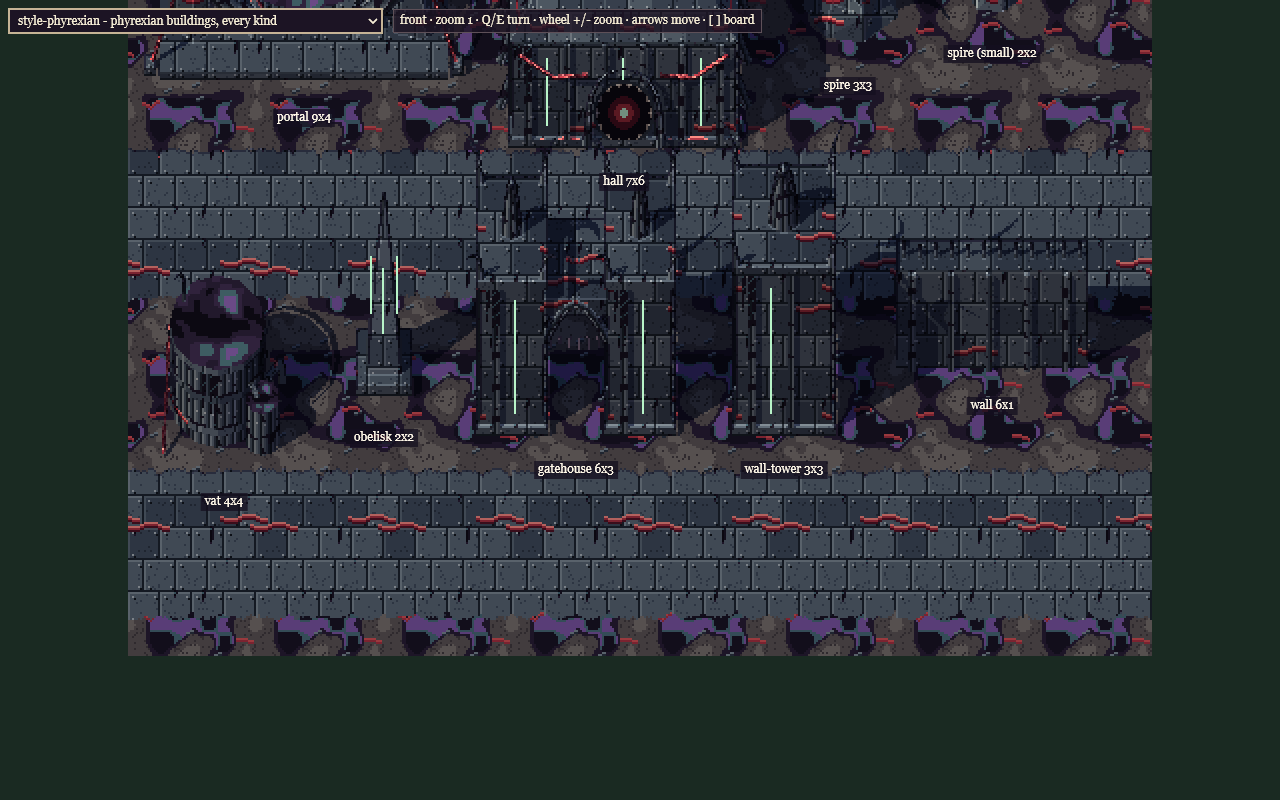 style-phyrexian - phyrexian buildings, every kind
front · zoom 1 · Q/E turn · wheel +/- zoom · arrows move · [ ] board
spire (small) 2x2
spire 3x3
portal 9x4
hall 7x6
wall 6x1
obelisk 2x2
gatehouse 6x3
wall-tower 3x3
vat 4x4